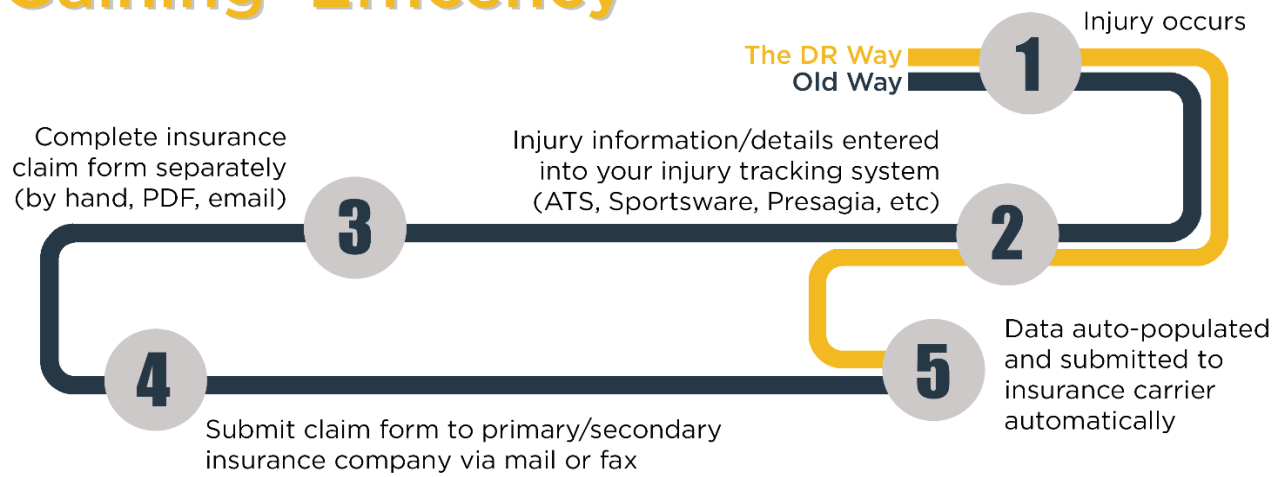 Gaining Efficency
Injury occurs
The DR Way
Old Way
1
Injury information/details entered
into your injury tracking system
(ATS, Sportsware, Presagia, etc)
2
Complete insurance
claim form separately
(by hand, PDF, email)
3
4
Submit claim form to primary/secondary
insurance company via mail or fax
5
Data auto-populated
and submitted to
insurance carrier
automatically